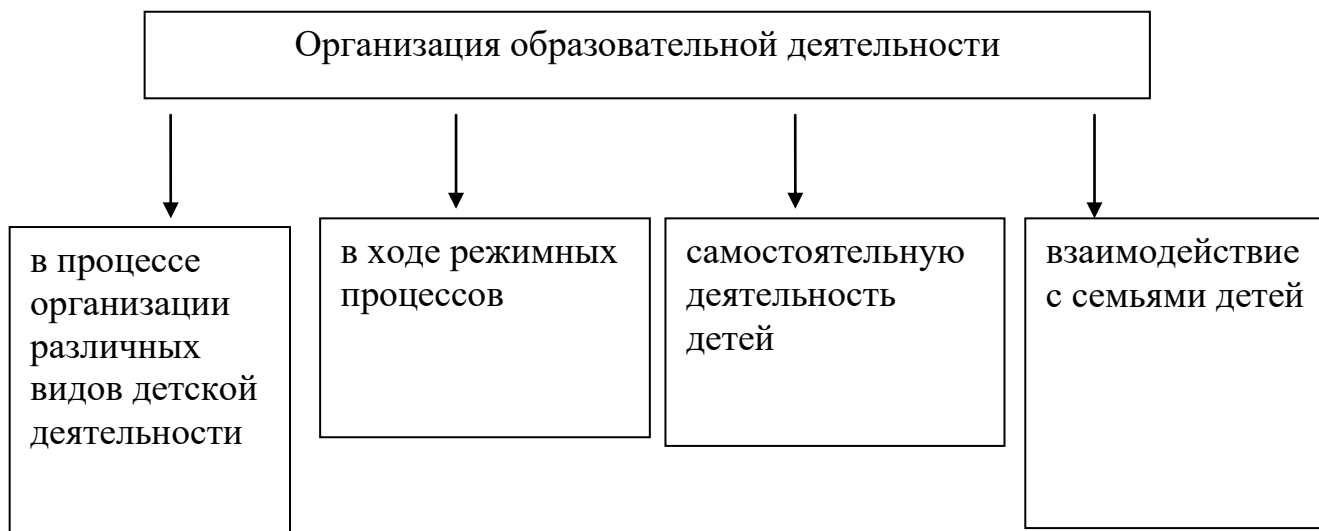 Организация образовательной деятельности
в процессе
организации
различных
видов детской
деятельности
в ходе режимных
процессов
самостоятельную
деятельность
детей
взаимодействие
с семьями детей